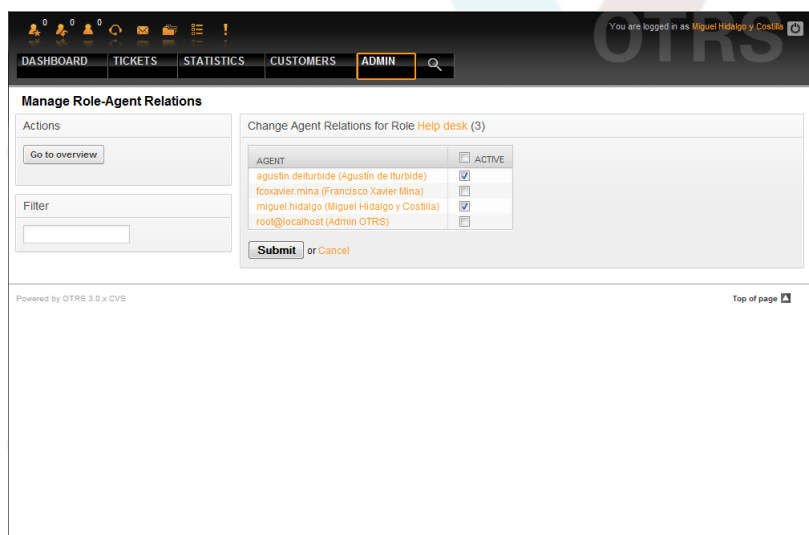 0 0 0
You are logged in as Miguel Hidalgo y Costilla
OTRS
DASHBOARD TICKETS STATISTICS CUSTOMERS ADMIN
Manage Role-Agent Relations
Actions
Go to overview
Filter
Change Agent Relations for Role Help desk (3)
AGENT ACTIVE
agustin.deiturbide (Agustín de Iturbide)
fcoxavier.mina (Francisco Xavier Mina)
miguel.hidalgo (Miguel Hidalgo y Costilla)
root@localhost (Admin OTRS)
Submit or Cancel
Powered by OTRS 3.0.x CVS
Top of page